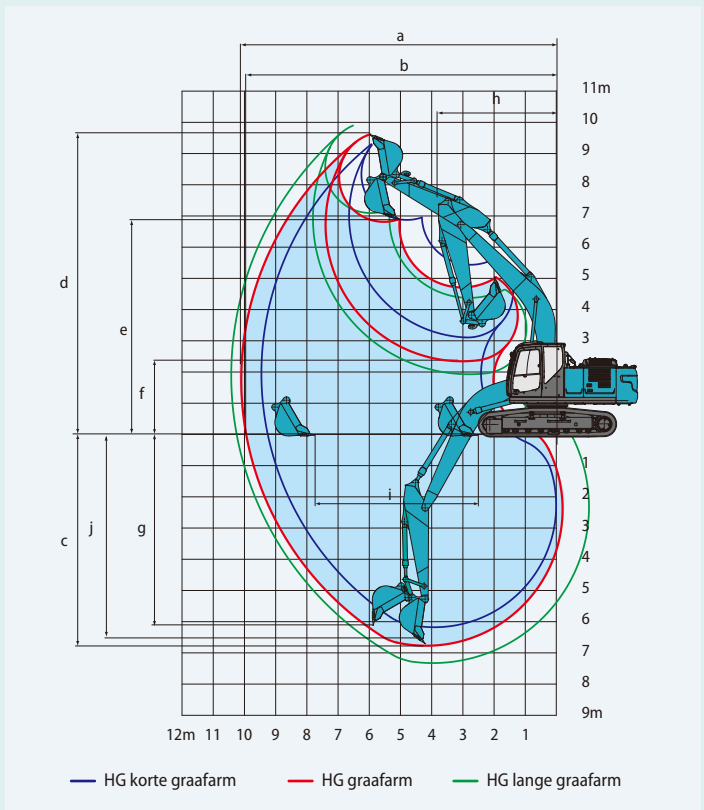 a
b
h
11m
10
9
8
7
6
5
4
3
d
e
f
c
j
g
i
1
2
3
4
5
6
7
8
9m
12m 11 10 9 8 7 6 5 4 3 2 1
HG korte graafarm HG graafarm HG lange graafarm